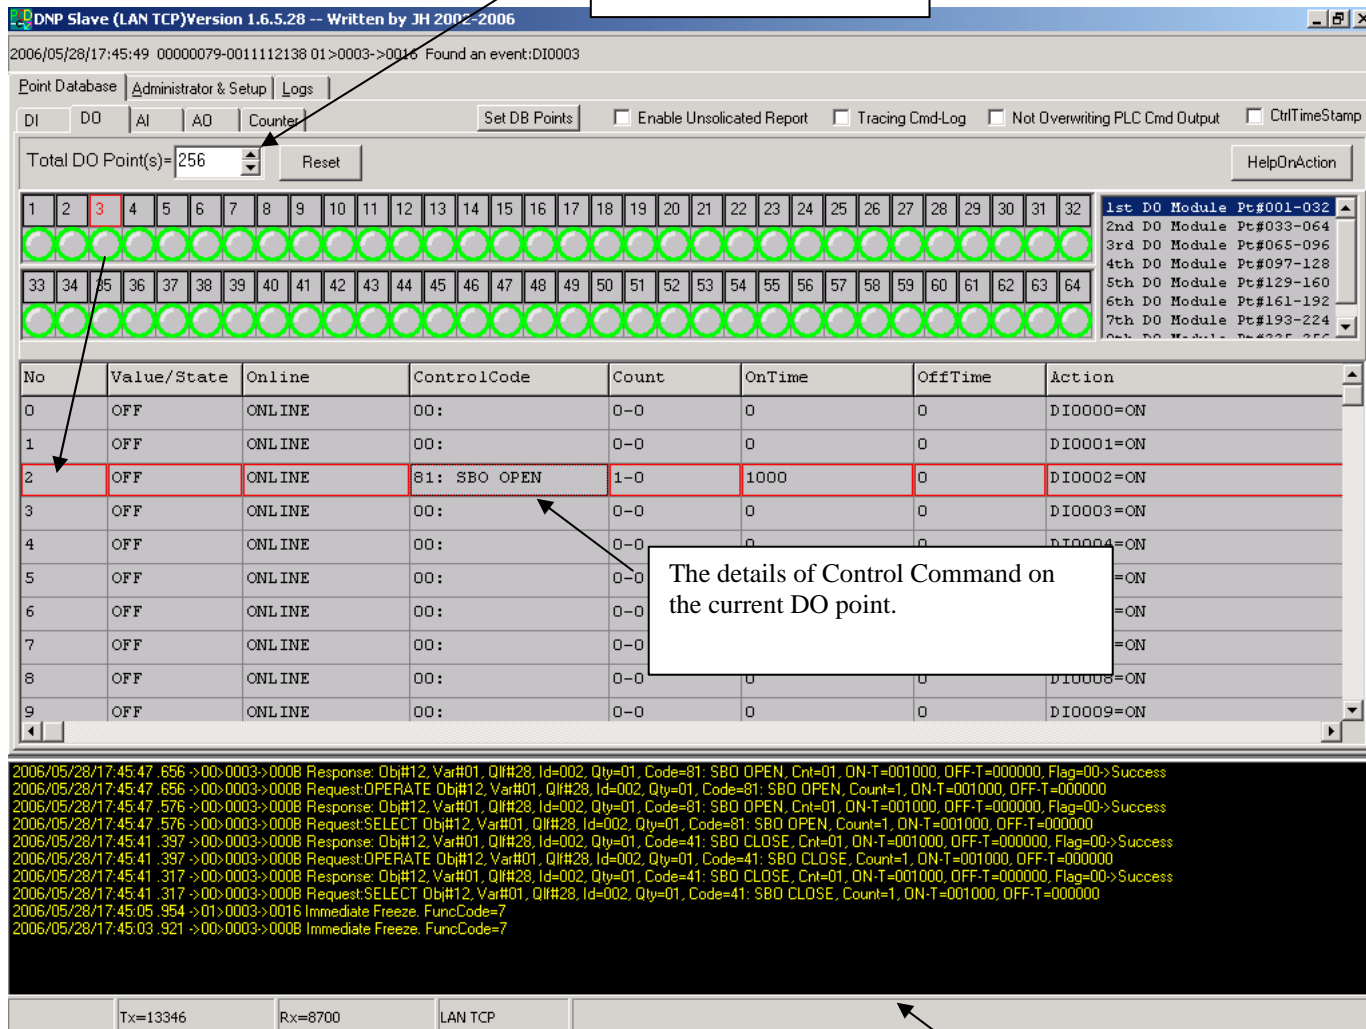 DNP Slave (LAN TCP)Version 1.6.5.28 -- Written by JH 2002-2006
2006/05/28/17:45:49 00000079-0011112138 01>0003->0016 Found an event:DI0003
Point Database Administrator & Setup Logs
DI DO AI AO Counter Set DB Points Enable Unsolicated Report Tracing Cmd-Log Not Overwriting PLC Cmd Output CtrlTimeStamp
Total DO Point(s)= 256 Reset HelpOnAction
1 2 3 4 5 6 7 8 9 10 11 12 13 14 15 16 17 18 19 20 21 22 23 24 25 26 27 28 29 30 31 32
33 34 35 36 37 38 39 40 41 42 43 44 45 46 47 48 49 50 51 52 53 54 55 56 57 58 59 60 61 62 63 64
1st DO Module Pt#001-032
2nd DO Module Pt#033-064
3rd DO Module Pt#065-096
4th DO Module Pt#097-128
5th DO Module Pt#129-160
6th DO Module Pt#161-192
7th DO Module Pt#193-224
No Value/State Online ControlCode Count OnTime OffTime Action
0 OFF ONLINE 00: 0-0 0 0 DI0000=ON
1 OFF ONLINE 00: 0-0 0 0 DI0001=ON
2 OFF ONLINE 81: SBO OPEN 1-0 1000 0 DI0002=ON
3 OFF ONLINE 00: 0-0 0 0 DI0003=ON
4 OFF ONLINE 00: 0-0 0 0 DI0004=ON
5 OFF ONLINE 00: 0-0 =ON
6 OFF ONLINE 00: 0-0 =ON
7 OFF ONLINE 00: 0-0 =ON
8 OFF ONLINE 00: 0-0 0 0 DI0008=ON
9 OFF ONLINE 00: 0-0 0 0 DI0009=ON
The details of Control Command on
the current DO point.
2006/05/28/17:45:47 .656 ->00>0003->000B Response: Obj#12, Var#01, Qlf#28, Id=002, Qty=01, Code=81: SBO OPEN, Cnt=01, ON-T=001000, OFF-T=000000, Flag=00->Success
2006/05/28/17:45:47 .656 ->00>0003->000B Request:OPERATE Obj#12, Var#01, Qlf#28, Id=002, Qty=01, Code=81: SBO OPEN, Count=1, ON-T=001000, OFF-T=000000
2006/05/28/17:45:47 .576 ->00>0003->000B Response: Obj#12, Var#01, Qlf#28, Id=002, Qty=01, Code=81: SBO OPEN, Cnt=01, ON-T=001000, OFF-T=000000, Flag=00->Success
2006/05/28/17:45:47 .576 ->00>0003->000B Request:SELECT Obj#12, Var#01, Qlf#28, Id=002, Qty=01, Code=81: SBO OPEN, Count=1, ON-T=001000, OFF-T=000000
2006/05/28/17:45:41 .397 ->00>0003->000B Response: Obj#12, Var#01, Qlf#28, Id=002, Qty=01, Code=41: SBO CLOSE, Cnt=01, ON-T=001000, OFF-T=000000, Flag=00->Success
2006/05/28/17:45:41 .397 ->00>0003->000B Request:OPERATE Obj#12, Var#01, Qlf#28, Id=002, Qty=01, Code=41: SBO CLOSE, Count=1, ON-T=001000, OFF-T=000000
2006/05/28/17:45:41 .317 ->00>0003->000B Response: Obj#12, Var#01, Qlf#28, Id=002, Qty=01, Code=41: SBO CLOSE, Cnt=01, ON-T=001000, OFF-T=000000, Flag=00->Success
2006/05/28/17:45:41 .317 ->00>0003->000B Request:SELECT Obj#12, Var#01, Qlf#28, Id=002, Qty=01, Code=41: SBO CLOSE, Count=1, ON-T=001000, OFF-T=000000
2006/05/28/17:45:05 .954 ->01>0003->0016 Immediate Freeze. FuncCode=7
2006/05/28/17:45:03 .921 ->00>0003->000B Immediate Freeze. FuncCode=7
Tx=13346 Rx=8700 LAN TCP